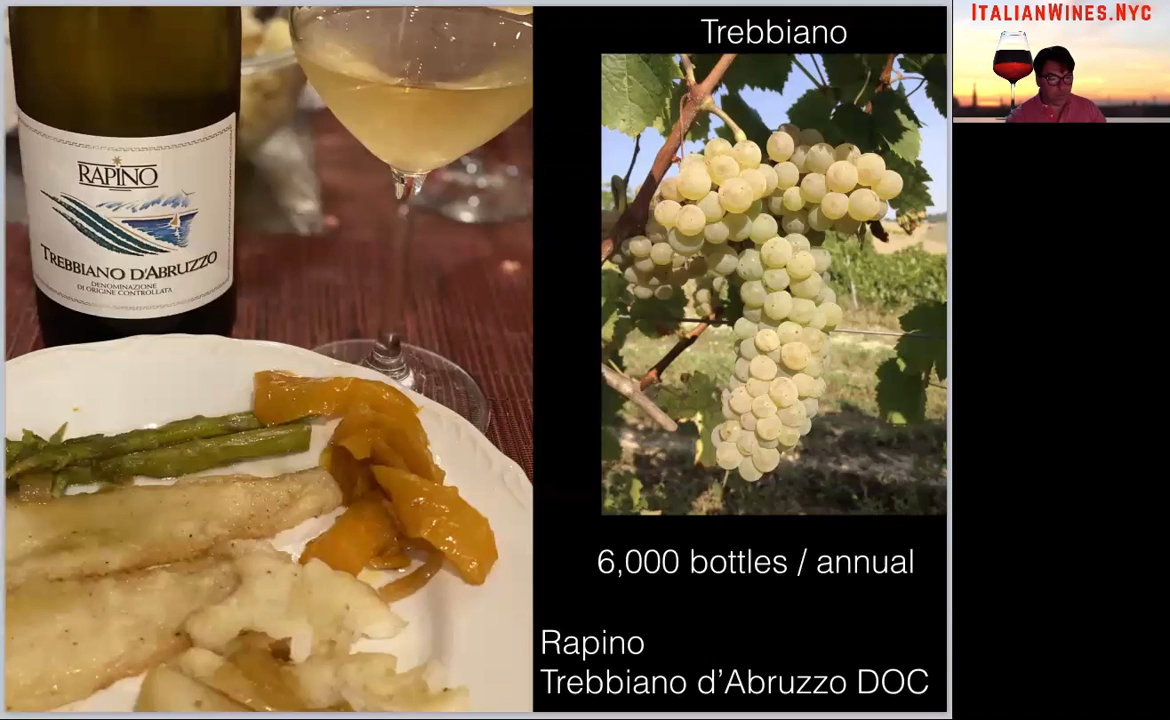 RAPINO
TREBBIANO D'ABRUZZO
DENOMINAZIONE
DI ORIGINE CONTROLLATA
Trebbiano
6,000 bottles / annual
Rapino
Trebbiano d'Abruzzo DOC
ITALIANWINES.NYC